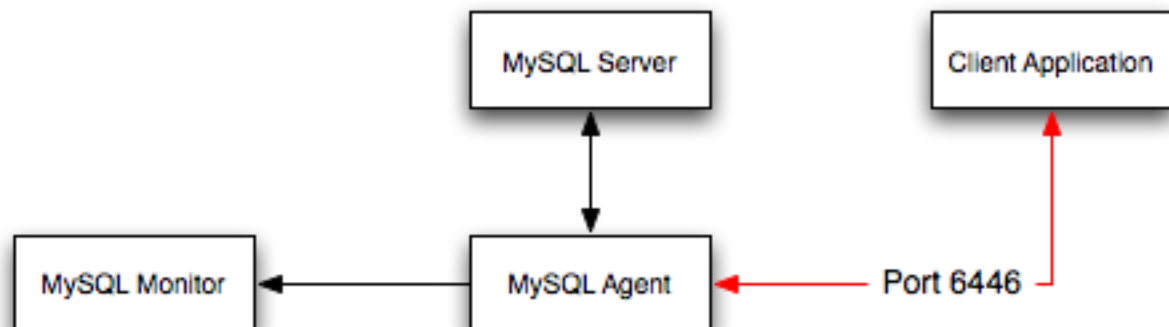 MySQL Server
Client Application
MySQL Monitor
MySQL Agent
Port 6446